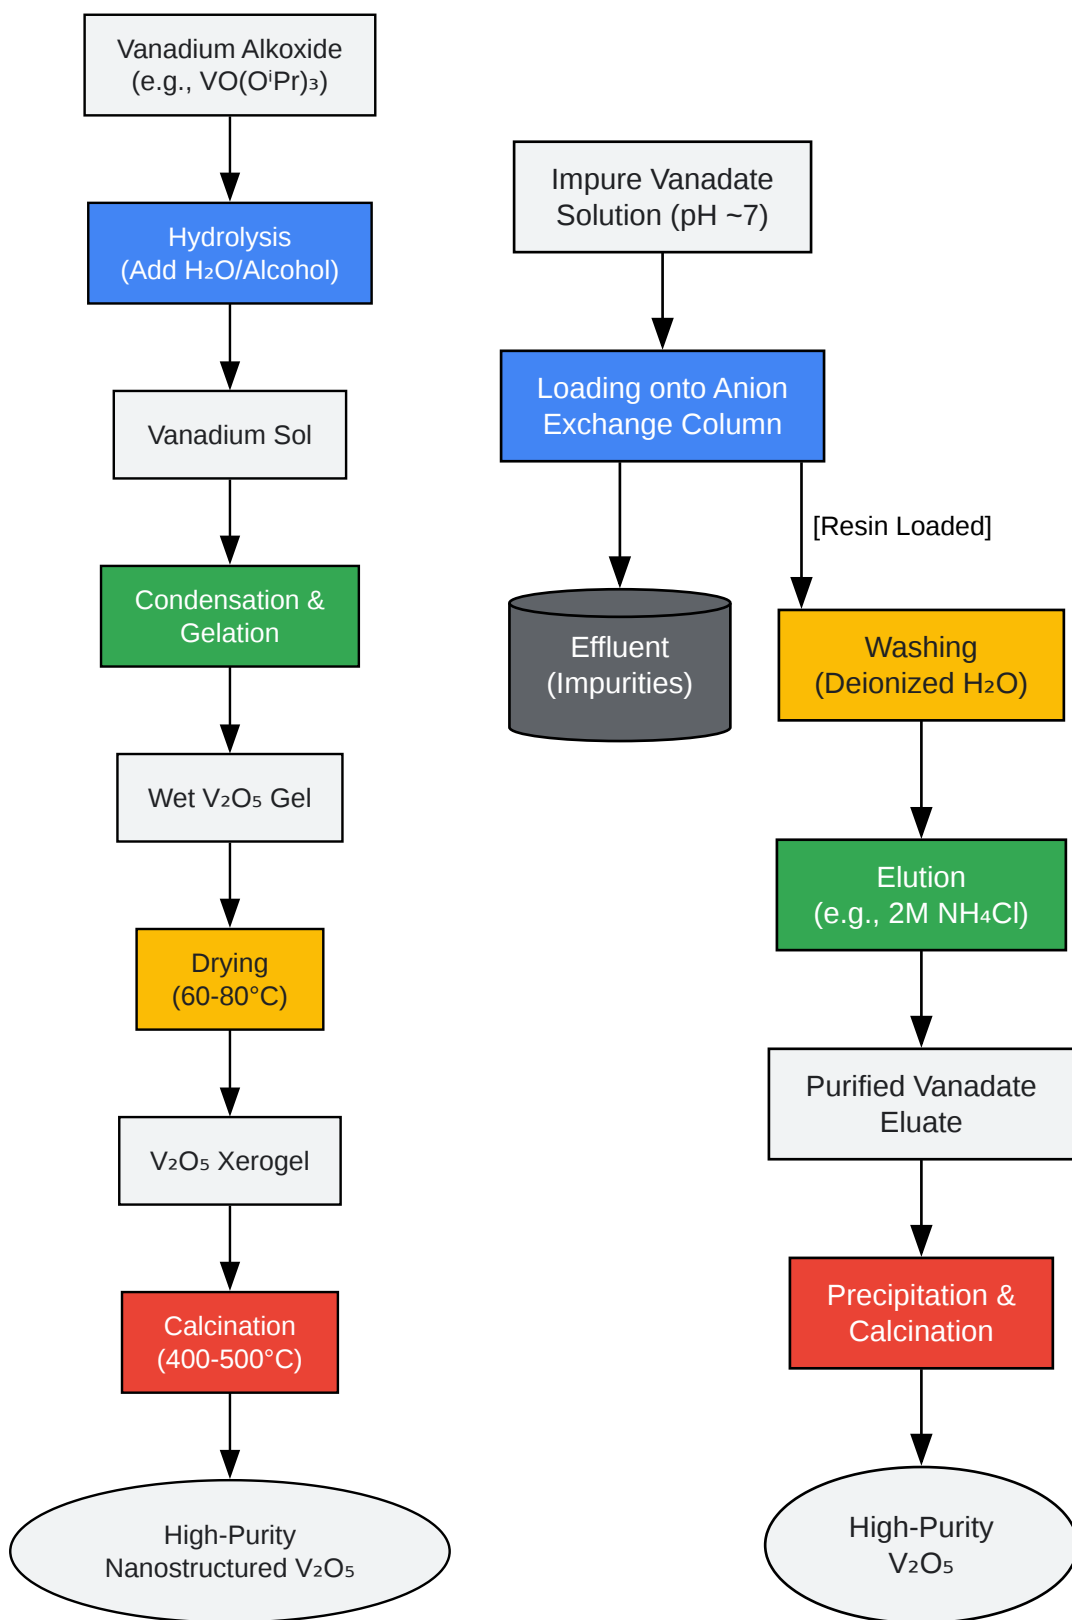 Vanadium Alkoxide
(e.g., VO(OⁱPr)₃)
Hydrolysis
(Add H₂O/Alcohol)
Vanadium Sol
Condensation &
Gelation
Wet V₂O₅ Gel
Drying
(60-80°C)
V₂O₅ Xerogel
Calcination
(400-500°C)
High-Purity
Nanostructured V₂O₅
Impure Vanadate
Solution (pH ~7)
Loading onto Anion
Exchange Column
[Resin Loaded]
Effluent
(Impurities)
Washing
(Deionized H₂O)
Elution
(e.g., 2M NH₄Cl)
Purified Vanadate
Eluate
Precipitation &
Calcination
High-Purity
V₂O₅